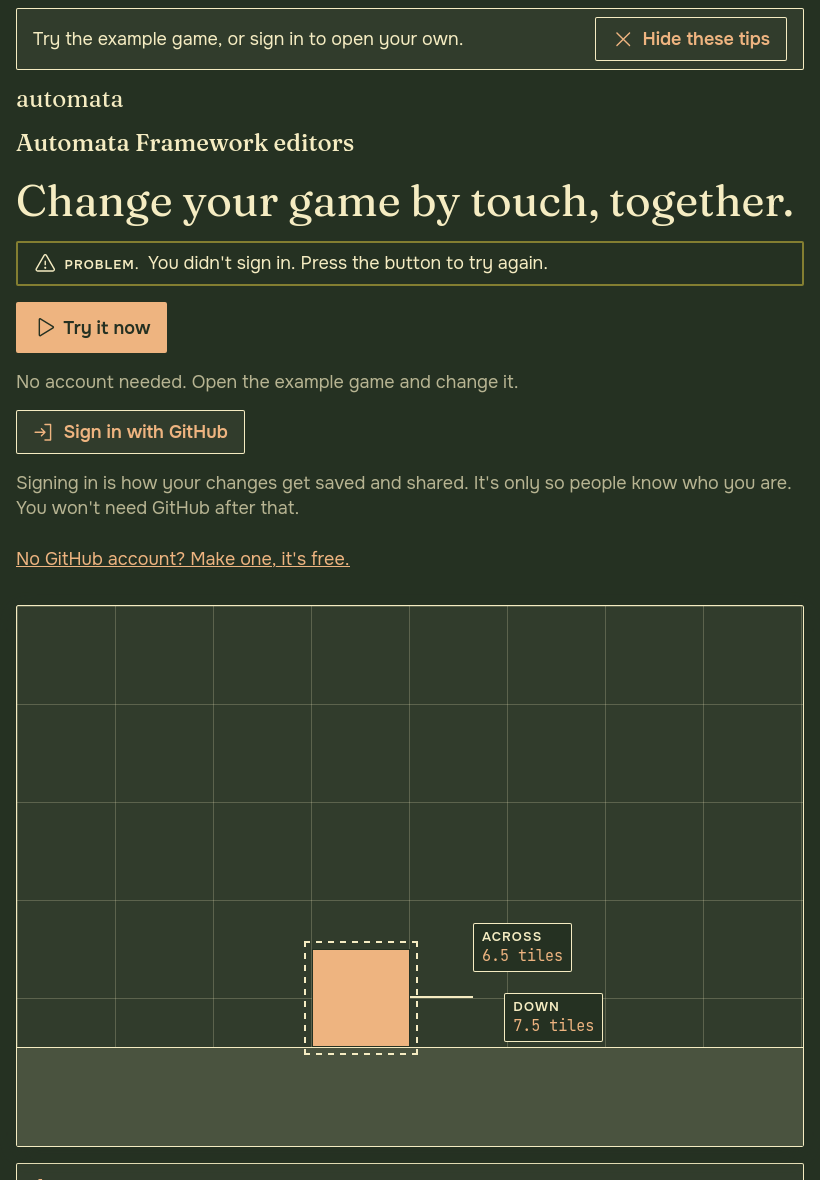 Try the example game, or sign in to open your own.
Hide these tips
automata
Automata Framework editors
Change your game by touch, together.
PROBLEM. You didn't sign in. Press the button to try again.
Try it now
No account needed. Open the example game and change it.
Sign in with GitHub
Signing in is how your changes get saved and shared. It's only so people know who you are.
You won't need GitHub after that.
No GitHub account? Make one, it's free.
ACROSS
6.5 tiles
DOWN
7.5 tiles